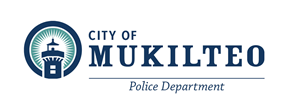 CITY OF
MUKILTEO
Police Department